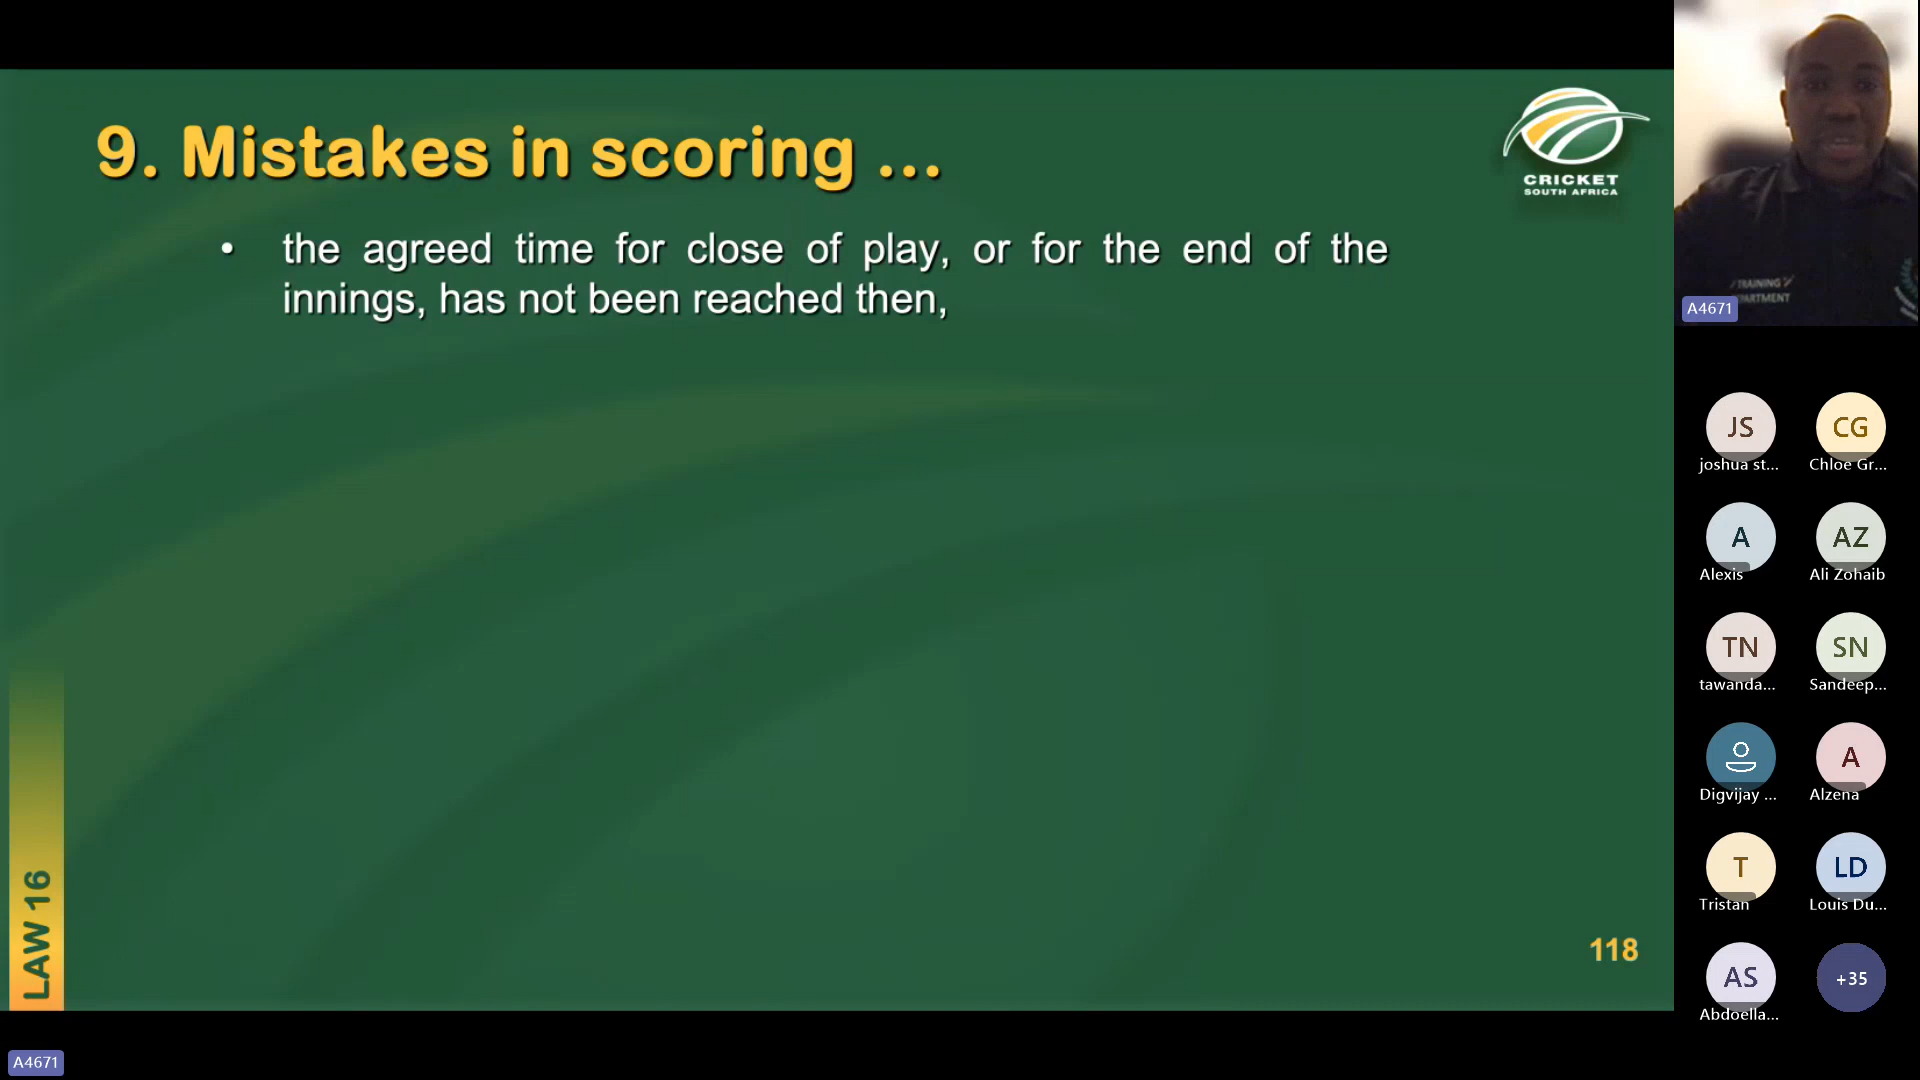 9. Mistakes in scoring ...
CRICKET
SOUTH AFRICA
• the agreed time for close of play, or for the end of the
innings, has not been reached then,
LAW 16
118
A4671
TRAINING
A4671
JS
joshua st...
CG
Chloe Gr...
A
Alexis
AZ
Ali Zohaib
TN
tawanda...
SN
Sandeep...
Digvijay ...
A
Alzena
T
Tristan
LD
Louis Du...
AS
Abdoella...
+35